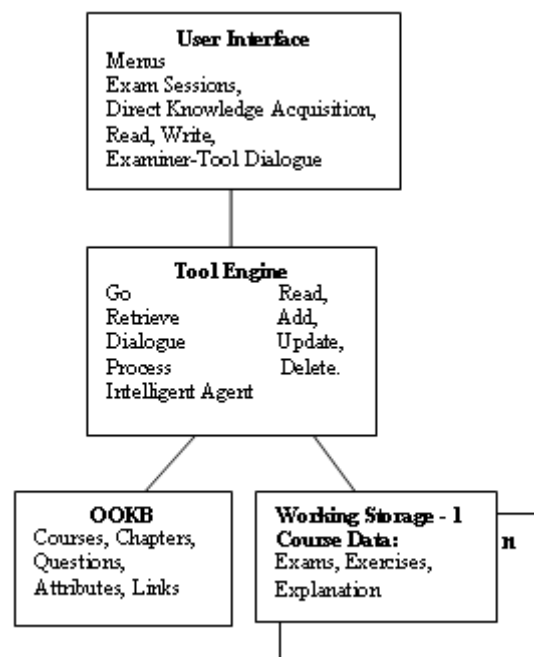 User Interface
Menus
Exam Sessions,
Direct Knowledge Acquisition,
Read, Write,
Examiner-Tool Dialogue
Tool Engine
Go Read,
Retrieve Add,
Dialogue Update,
Process Delete.
Intelligent Agent
OOKB
Courses, Chapters,
Questions,
Attributes, Links
Working Storage - 1
Course Data:
Exams, Exercises,
Explanation
n